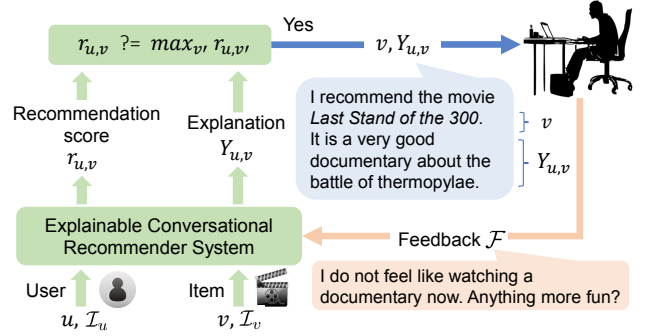 r_{u,v} ?= max_{v'} r_{u,v'}
Yes
v, Y_{u,v}
I recommend the movie
Last Stand of the 300.
It is a very good
documentary about the
battle of thermopylae.
v
Y_{u,v}
Recommendation
score
r_{u,v}
Explanation
Y_{u,v}
Explainable Conversational
Recommender System
Feedback ℱ
I do not feel like watching a
documentary now. Anything more fun?
User
u, ℐ_u
Item
v, ℐ_v